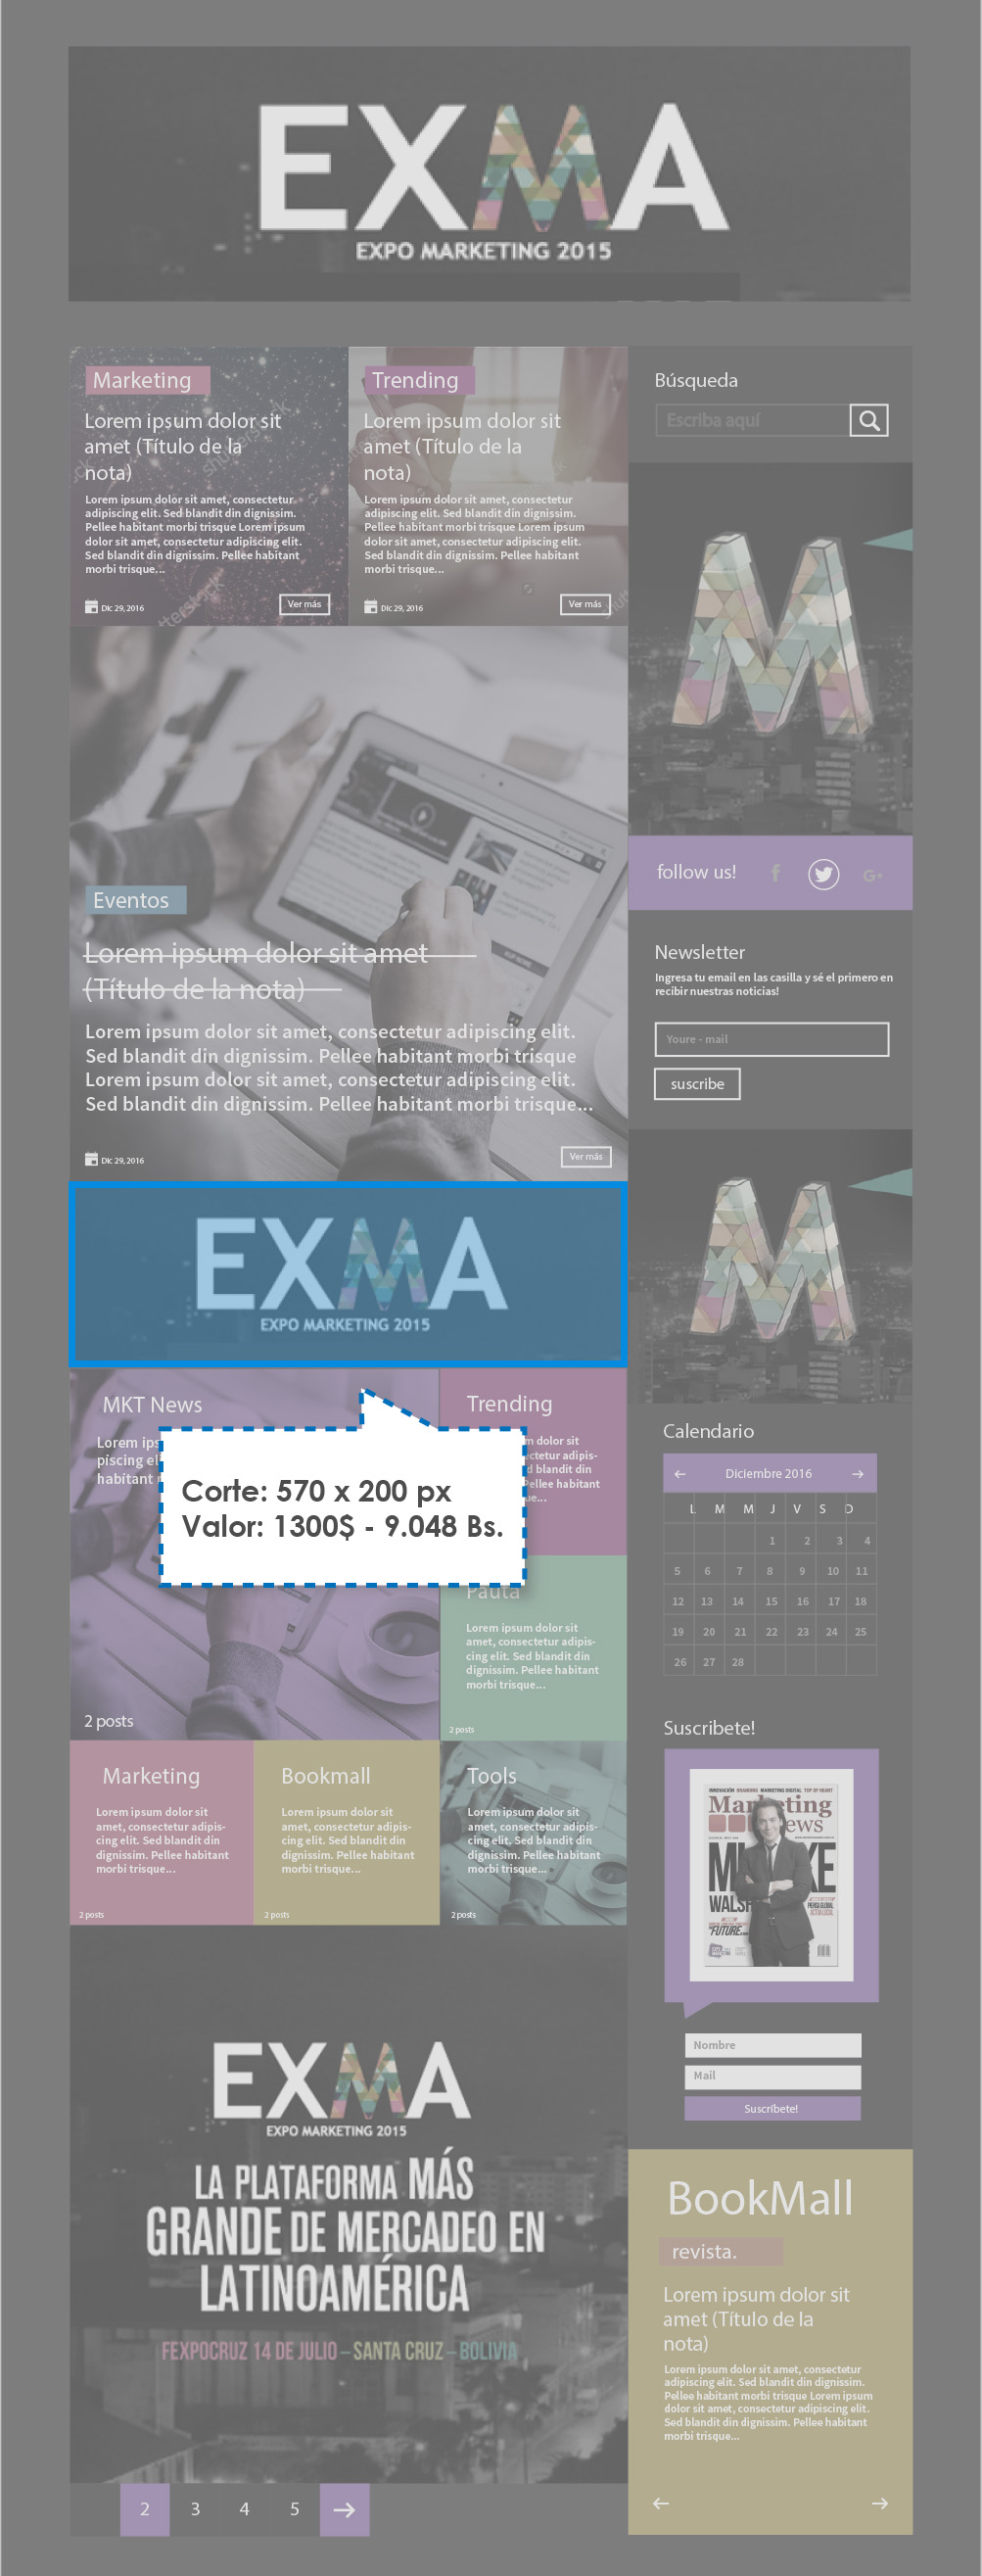 EXMA
EXPO MARKETING 2015
Marketing
Lorem ipsum dolor sit
amet (Título de la
nota)
Lorem ipsum dolor sit amet, consectetur
adipiscing elit. Sed blandit din dignissim.
Pellee habitant morbi trisque Lorem ipsum
dolor sit amet, consectetur adipiscing elit.
Sed blandit din dignissim. Pellee habitant
morbi trisque...
Dic 29, 2016
Ver más
Trending
Lorem ipsum dolor sit
amet (Título de la
nota)
Lorem ipsum dolor sit amet, consectetur
adipiscing elit. Sed blandit din dignissim.
Pellee habitant morbi trisque Lorem ipsum
dolor sit amet, consectetur adipiscing elit.
Sed blandit din dignissim. Pellee habitant
morbi trisque...
Dic 29, 2016
Ver más
Búsqueda
Escriba aquí
M
follow us!
f
G+
Eventos
Lorem ipsum dolor sit amet
(Título de la nota)
Lorem ipsum dolor sit amet, consectetur adipiscing elit.
Sed blandit din dignissim. Pellee habitant morbi trisque
Lorem ipsum dolor sit amet, consectetur adipiscing elit.
Sed blandit din dignissim. Pellee habitant morbi trisque...
Dic 29, 2016
Ver más
Newsletter
Ingresa tu email en las casilla y sé el primero en
recibir nuestras noticias!
Youre - mail
suscribe
M
EXMA
EXPO MARKETING 2015
MKT News
Lorem ips
piscing el
habitant
2 posts
Corte: 570 x 200 px
Valor: 1300$ - 9.048 Bs.
Trending
m dolor sit
ctetur adipis-
d blandit din
Pellee habitant
ue...
Pauta
Lorem ipsum dolor sit
amet, consectetur adipis-
cing elit. Sed blandit din
dignissim. Pellee habitant
morbi trisque...
2 posts
Marketing
Lorem ipsum dolor sit
amet, consectetur adipis-
cing elit. Sed blandit din
dignissim. Pellee habitant
morbi trisque...
2 posts
Bookmall
Lorem ipsum dolor sit
amet, consectetur adipis-
cing elit. Sed blandit din
dignissim. Pellee habitant
morbi trisque...
2 posts
Tools
Lorem ipsum dolor sit
amet, consectetur adipis-
cing elit. Sed blandit din
dignissim. Pellee habitant
morbi trisque...
2 posts
Calendario
Diciembre 2016
L M M J V S D
1 2 3 4
5 6 7 8 9 10 11
12 13 14 15 16 17 18
19 20 21 22 23 24 25
26 27 28
Suscribete!
INNOVACIÓN BRANDING MARKETING DIGITAL TOP OF HEART
Marketing
News
WALSH
Nombre
Mail
Suscríbete!
EXMA
EXPO MARKETING 2015
LA PLATAFORMA MÁS
GRANDE DE MERCADEO EN
LATINOAMÉRICA
FEXPOCRUZ 14 DE JULIO – SANTA CRUZ – BOLIVIA
BookMall
revista.
Lorem ipsum dolor sit
amet (Título de la
nota)
Lorem ipsum dolor sit amet, consectetur
adipiscing elit. Sed blandit din dignissim.
Pellee habitant morbi trisque Lorem ipsum
dolor sit amet, consectetur adipiscing elit.
Sed blandit din dignissim. Pellee habitant
morbi trisque...
2 3 4 5